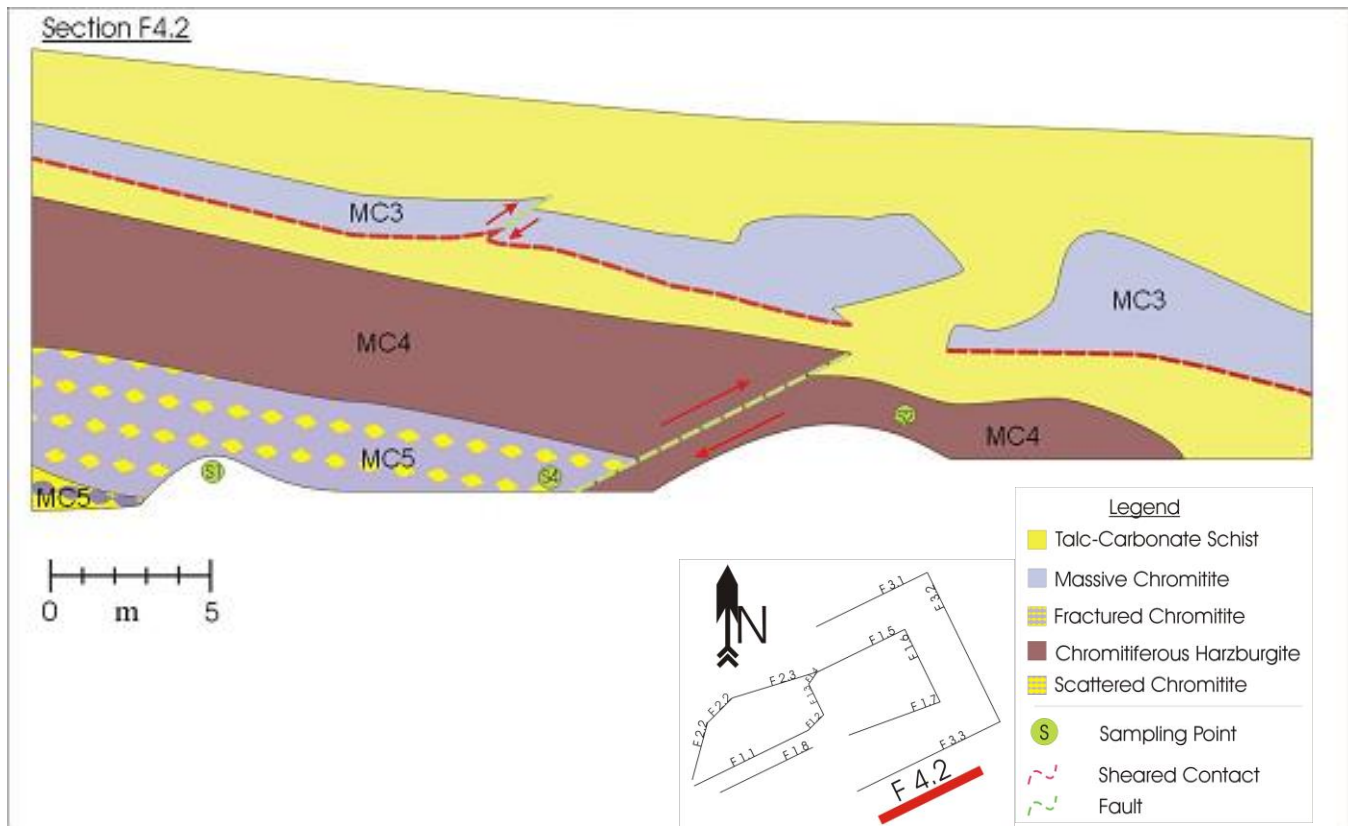 Section F4.2
MC3
MC3
MC4
MC4
MC5
MC5
S4
0 m 5
N
F3.1
F3.2
F1.5
F1.6
F2.3
F1.4
F1.3
F1.2
F2.2
F2.2
F1.7
F1.1
F1.8
F3.3
F 4.2
Legend
Talc-Carbonate Schist
Massive Chromitite
Fractured Chromitite
Chromitiferous Harzburgite
Scattered Chromitite
S Sampling Point
Sheared Contact
Fault